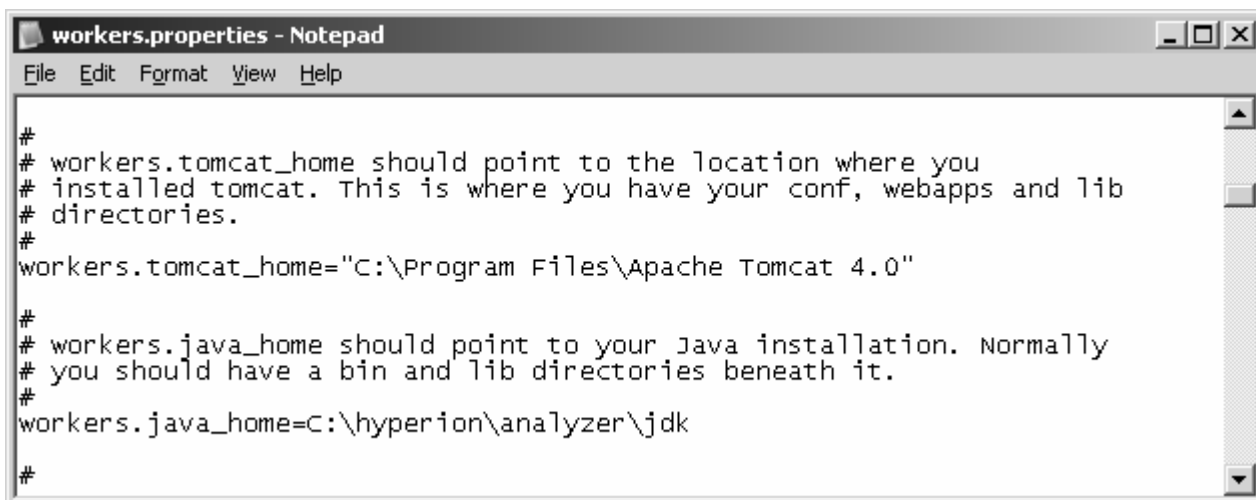 workers.properties - Notepad
File Edit Format View Help
#
# workers.tomcat_home should point to the location where you
# installed tomcat. This is where you have your conf, webapps and lib
# directories.
#
workers.tomcat_home="C:\Program Files\Apache Tomcat 4.0"
#
# workers.java_home should point to your Java installation. Normally
# you should have a bin and lib directories beneath it.
#
workers.java_home=C:\hyperion\analyzer\jdk
#